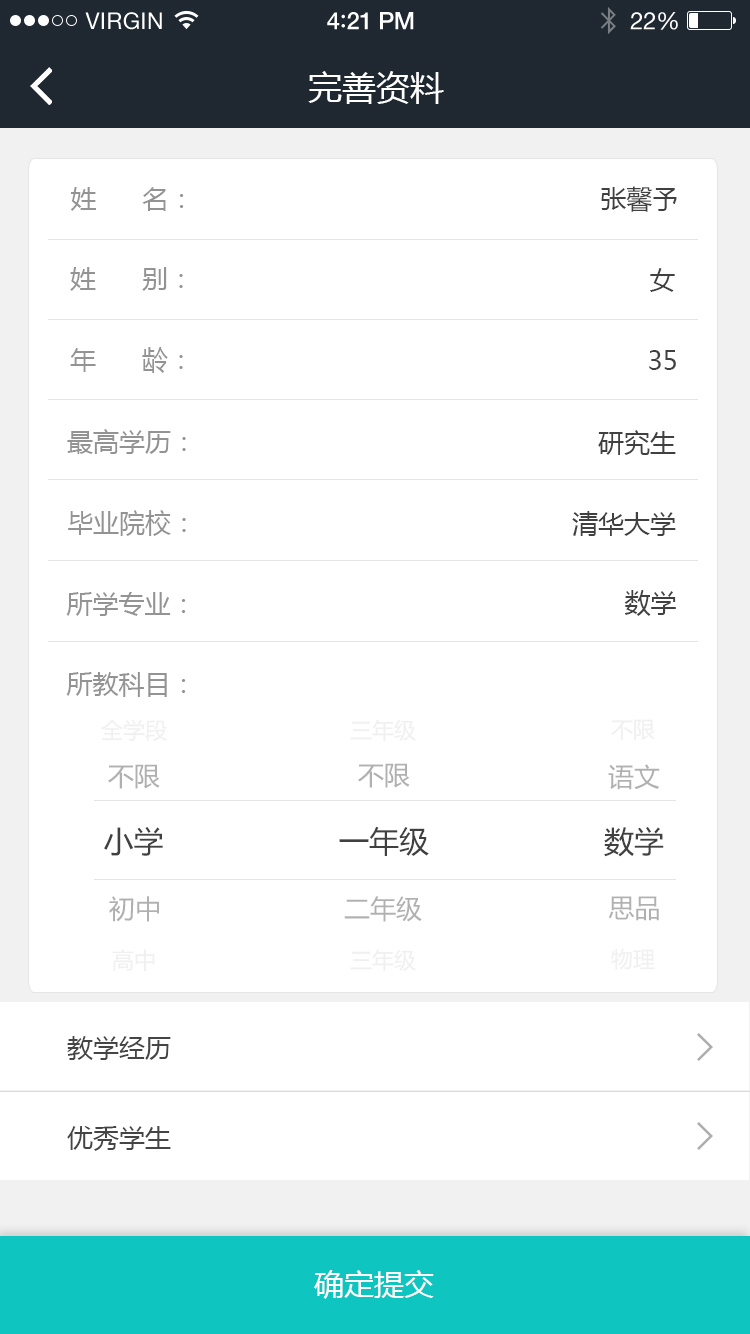 VIRGIN 4:21 PM 22%
完善资料
姓 名： 张馨予
姓 别： 女
年 龄： 35
最高学历： 研究生
毕业院校： 清华大学
所学专业： 数学
所教科目：
全学段 三年级 不限
不限 不限 语文
小学 一年级 数学
初中 二年级 思品
高中 三年级 物理
教学经历
优秀学生
确定提交